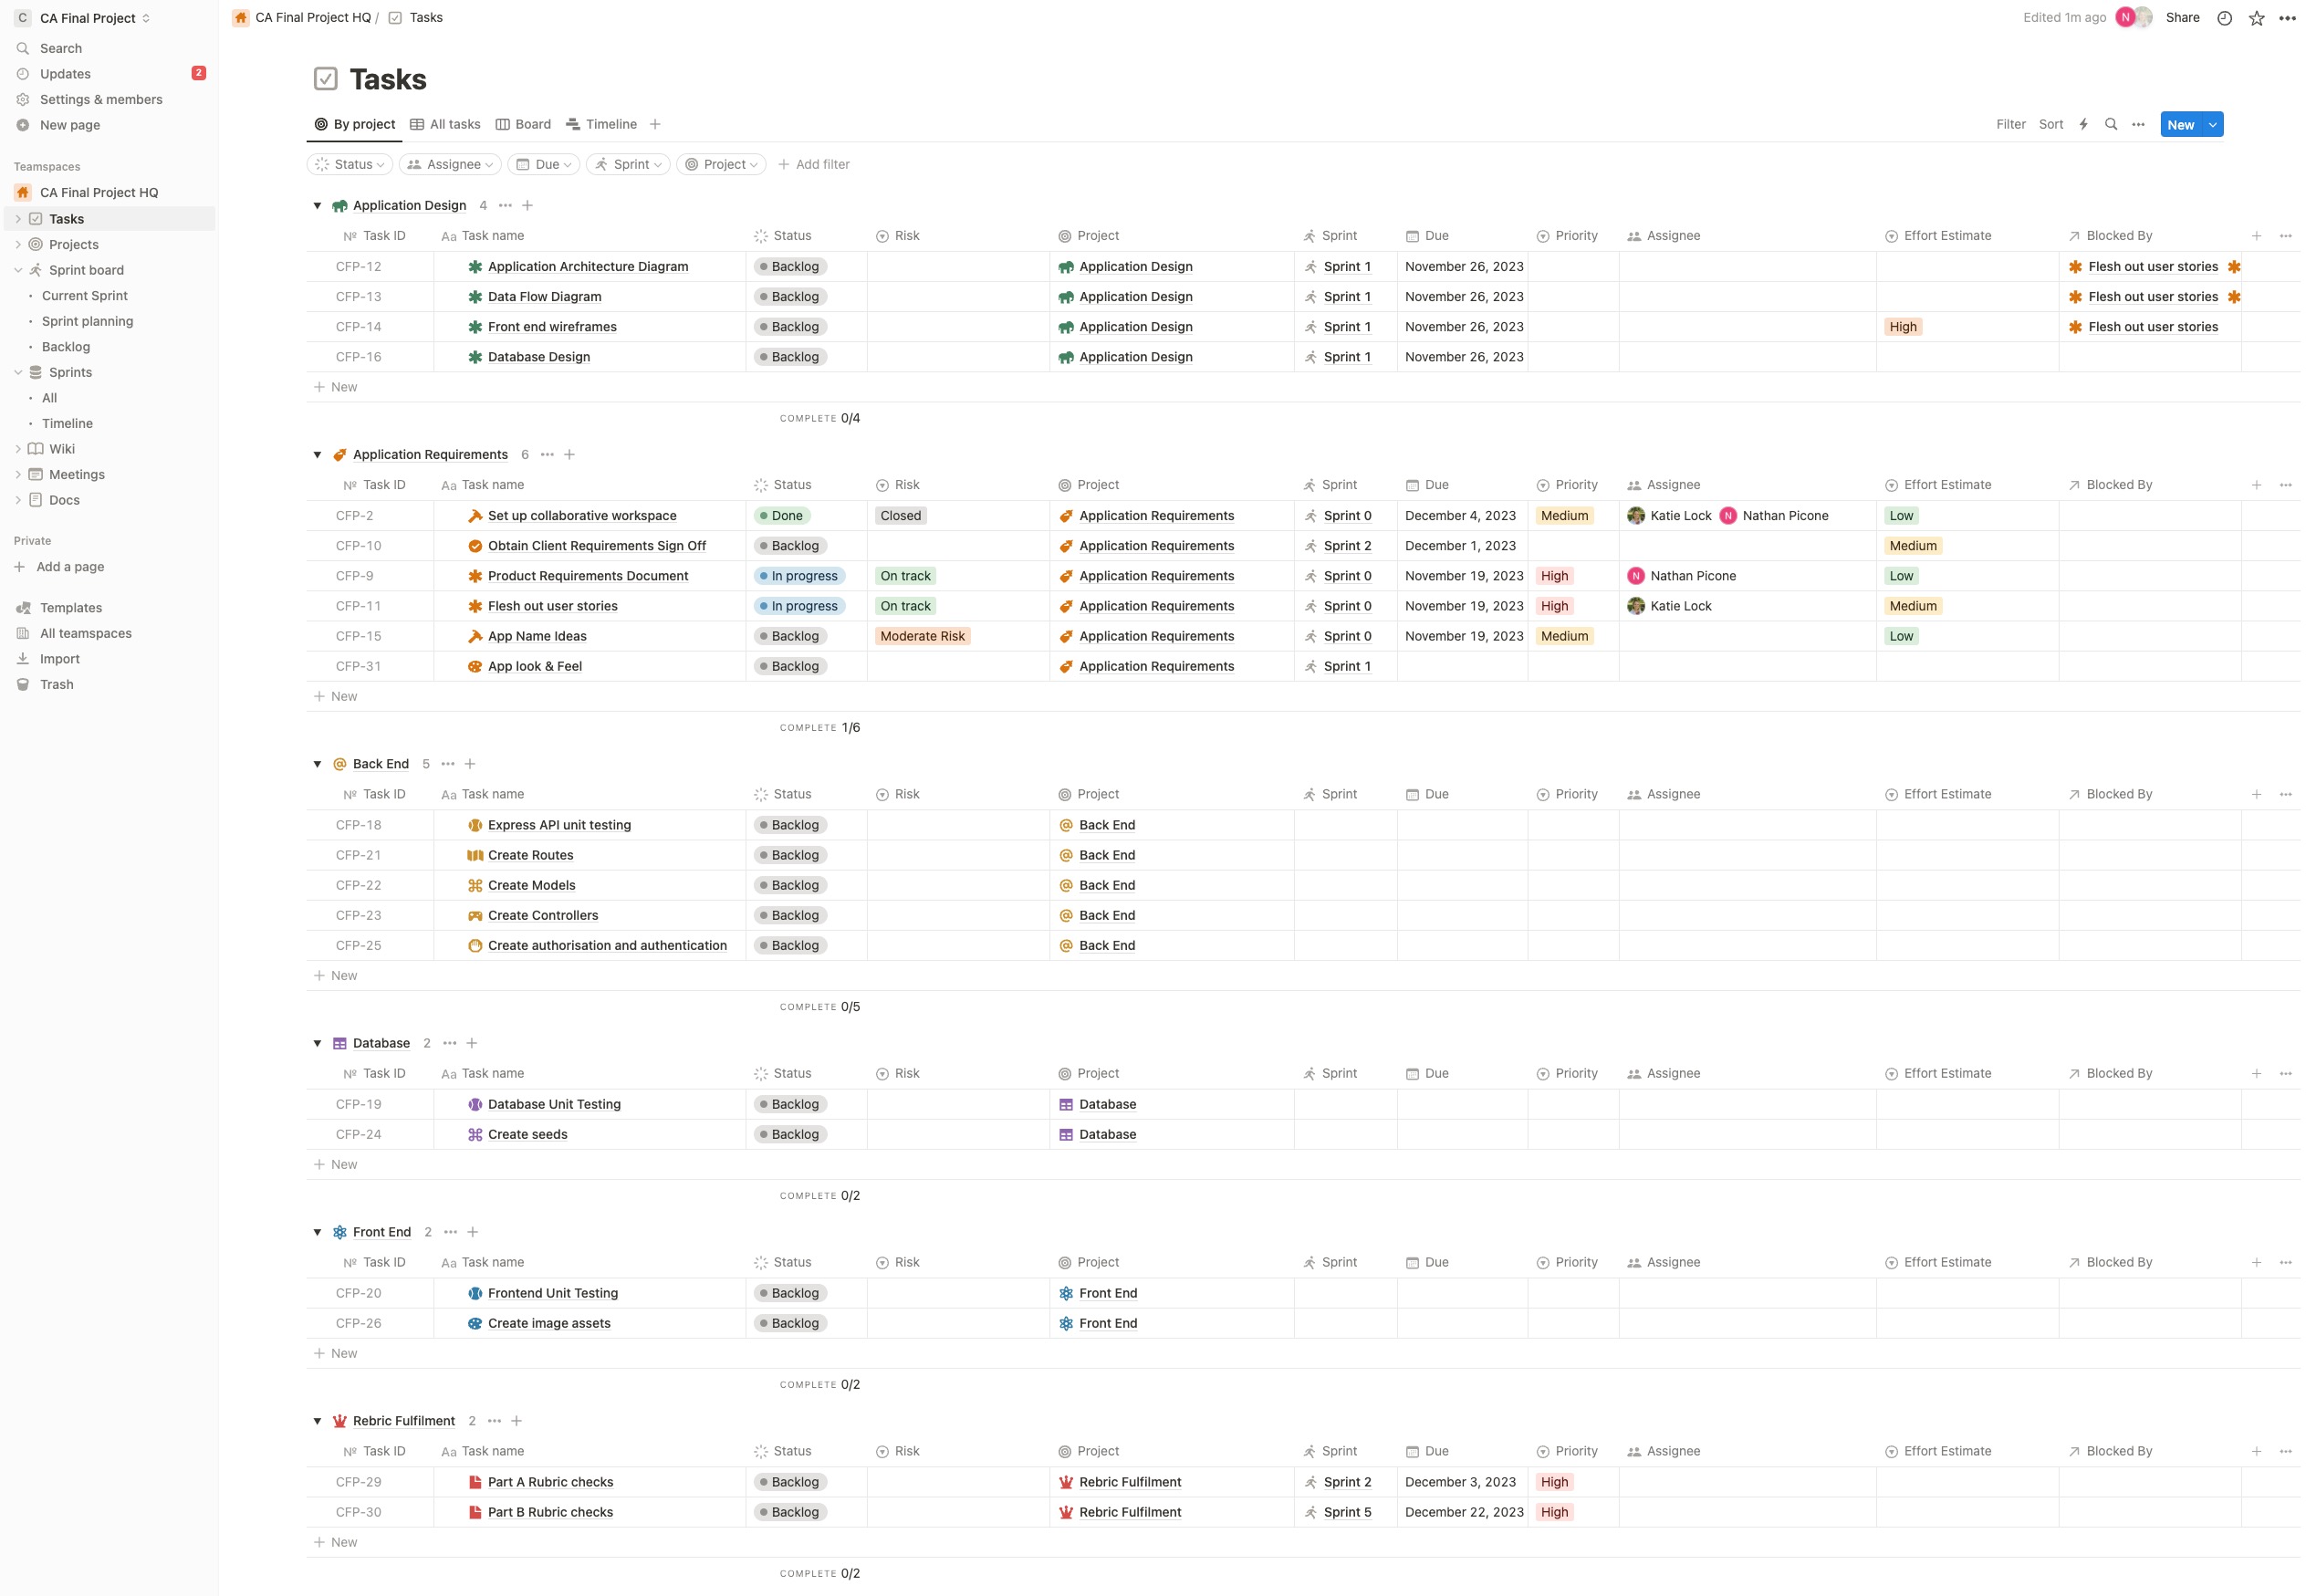 C CA Final Project
Search
Updates 2
Settings & members
New page
Teamspaces
CA Final Project HQ
Tasks
Projects
Sprint board
Current Sprint
Sprint planning
Backlog
Sprints
All
Timeline
Wiki
Meetings
Docs
Private
Add a page
Templates
All teamspaces
Import
Trash
CA Final Project HQ / Tasks
Edited 1m ago N Share
Tasks
By project All tasks Board Timeline
Filter Sort New
Status Assignee Due Sprint Project Add filter
Application Design 4
Nº Task ID Aa Task name Status Risk Project Sprint Due Priority Assignee Effort Estimate Blocked By
CFP-12 Application Architecture Diagram Backlog Application Design Sprint 1 November 26, 2023 Flesh out user stories
CFP-13 Data Flow Diagram Backlog Application Design Sprint 1 November 26, 2023 Flesh out user stories
CFP-14 Front end wireframes Backlog Application Design Sprint 1 November 26, 2023 High Flesh out user stories
CFP-16 Database Design Backlog Application Design Sprint 1 November 26, 2023
New
COMPLETE 0/4
Application Requirements 6
Nº Task ID Aa Task name Status Risk Project Sprint Due Priority Assignee Effort Estimate Blocked By
CFP-2 Set up collaborative workspace Done Closed Application Requirements Sprint 0 December 4, 2023 Medium Katie Lock N Nathan Picone Low
CFP-10 Obtain Client Requirements Sign Off Backlog Application Requirements Sprint 2 December 1, 2023 Medium
CFP-9 Product Requirements Document In progress On track Application Requirements Sprint 0 November 19, 2023 High N Nathan Picone Low
CFP-11 Flesh out user stories In progress On track Application Requirements Sprint 0 November 19, 2023 High Katie Lock Medium
CFP-15 App Name Ideas Backlog Moderate Risk Application Requirements Sprint 0 November 19, 2023 Medium Low
CFP-31 App look & Feel Backlog Application Requirements Sprint 1
New
COMPLETE 1/6
Back End 5
Nº Task ID Aa Task name Status Risk Project Sprint Due Priority Assignee Effort Estimate Blocked By
CFP-18 Express API unit testing Backlog Back End
CFP-21 Create Routes Backlog Back End
CFP-22 Create Models Backlog Back End
CFP-23 Create Controllers Backlog Back End
CFP-25 Create authorisation and authentication Backlog Back End
New
COMPLETE 0/5
Database 2
Nº Task ID Aa Task name Status Risk Project Sprint Due Priority Assignee Effort Estimate Blocked By
CFP-19 Database Unit Testing Backlog Database
CFP-24 Create seeds Backlog Database
New
COMPLETE 0/2
Front End 2
Nº Task ID Aa Task name Status Risk Project Sprint Due Priority Assignee Effort Estimate Blocked By
CFP-20 Frontend Unit Testing Backlog Front End
CFP-26 Create image assets Backlog Front End
New
COMPLETE 0/2
Rebric Fulfilment 2
Nº Task ID Aa Task name Status Risk Project Sprint Due Priority Assignee Effort Estimate Blocked By
CFP-29 Part A Rubric checks Backlog Rebric Fulfilment Sprint 2 December 3, 2023 High
CFP-30 Part B Rubric checks Backlog Rebric Fulfilment Sprint 5 December 22, 2023 High
New
COMPLETE 0/2